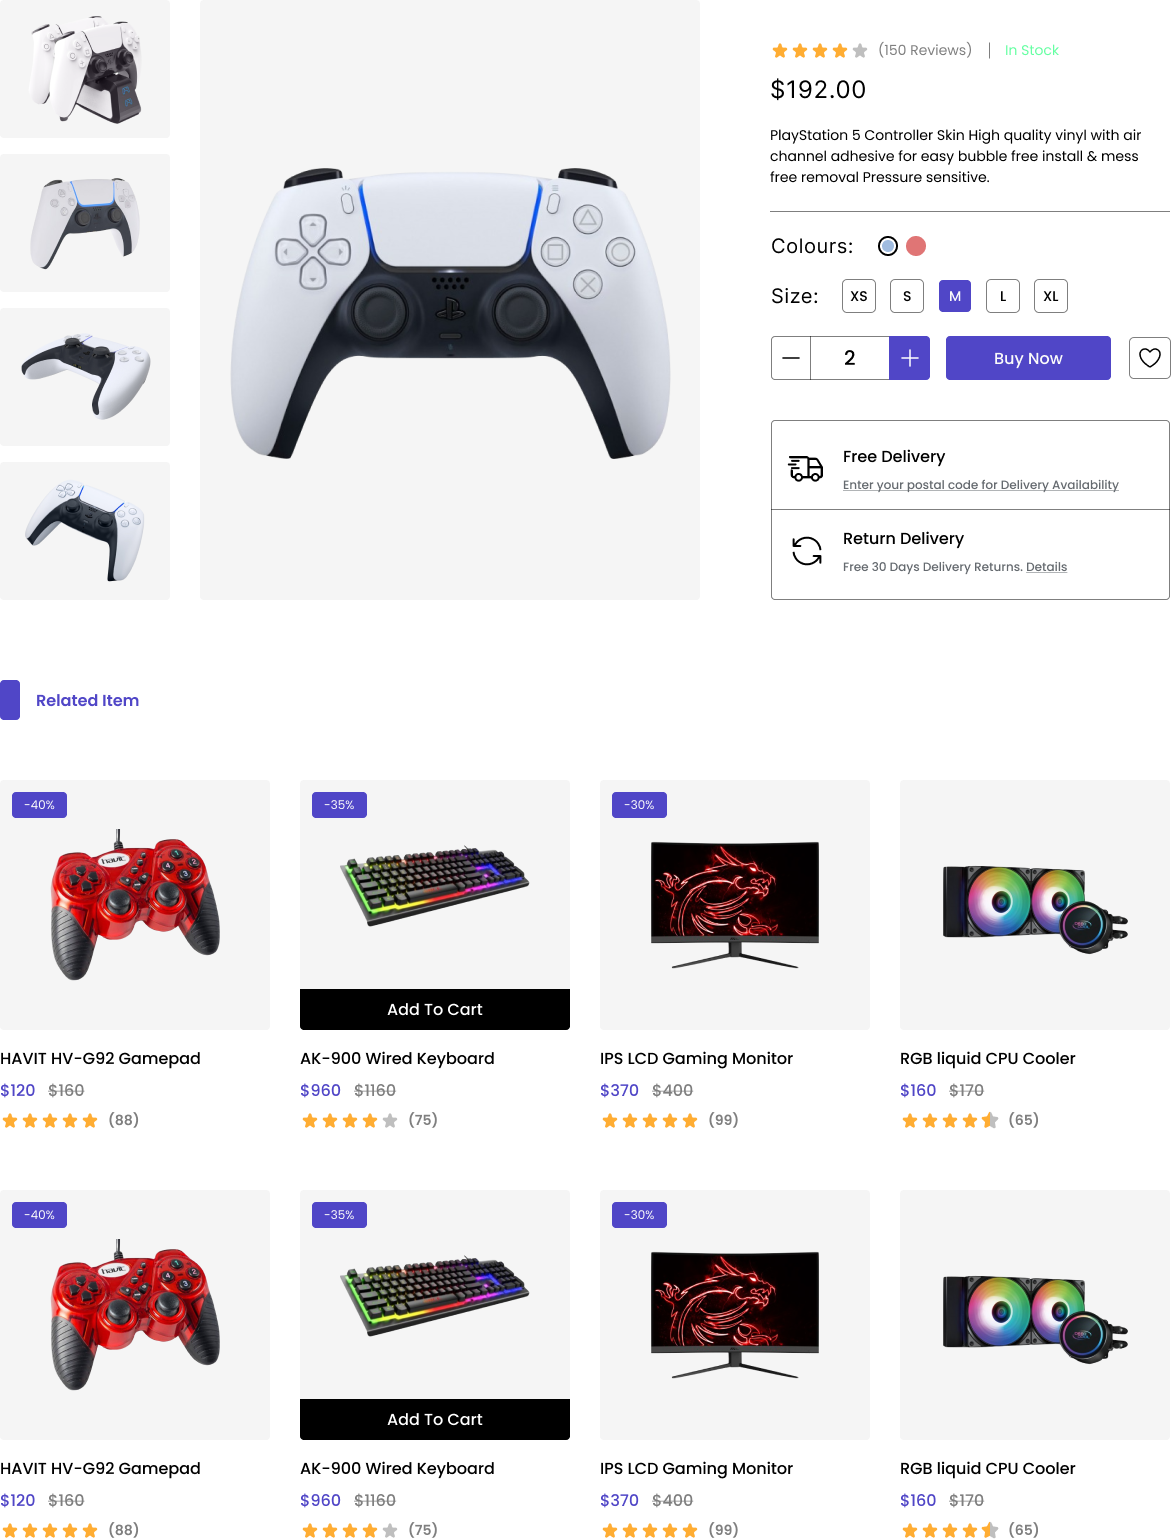 (150 Reviews) | In Stock
$192.00
PlayStation 5 Controller Skin High quality vinyl with air
channel adhesive for easy bubble free install & mess
free removal Pressure sensitive.
Colours:
Size: XS S M L XL
2 Buy Now
Free Delivery
Enter your postal code for Delivery Availability
Return Delivery
Free 30 Days Delivery Returns. Details
Related Item
-40%
havit
HAVIT HV-G92 Gamepad
$120 $160
(88)
-35%
Add To Cart
AK-900 Wired Keyboard
$960 $1160
(75)
-30%
IPS LCD Gaming Monitor
$370 $400
(99)
RGB liquid CPU Cooler
$160 $170
(65)
-40%
havit
HAVIT HV-G92 Gamepad
$120 $160
(88)
-35%
Add To Cart
AK-900 Wired Keyboard
$960 $1160
(75)
-30%
IPS LCD Gaming Monitor
$370 $400
(99)
RGB liquid CPU Cooler
$160 $170
(65)